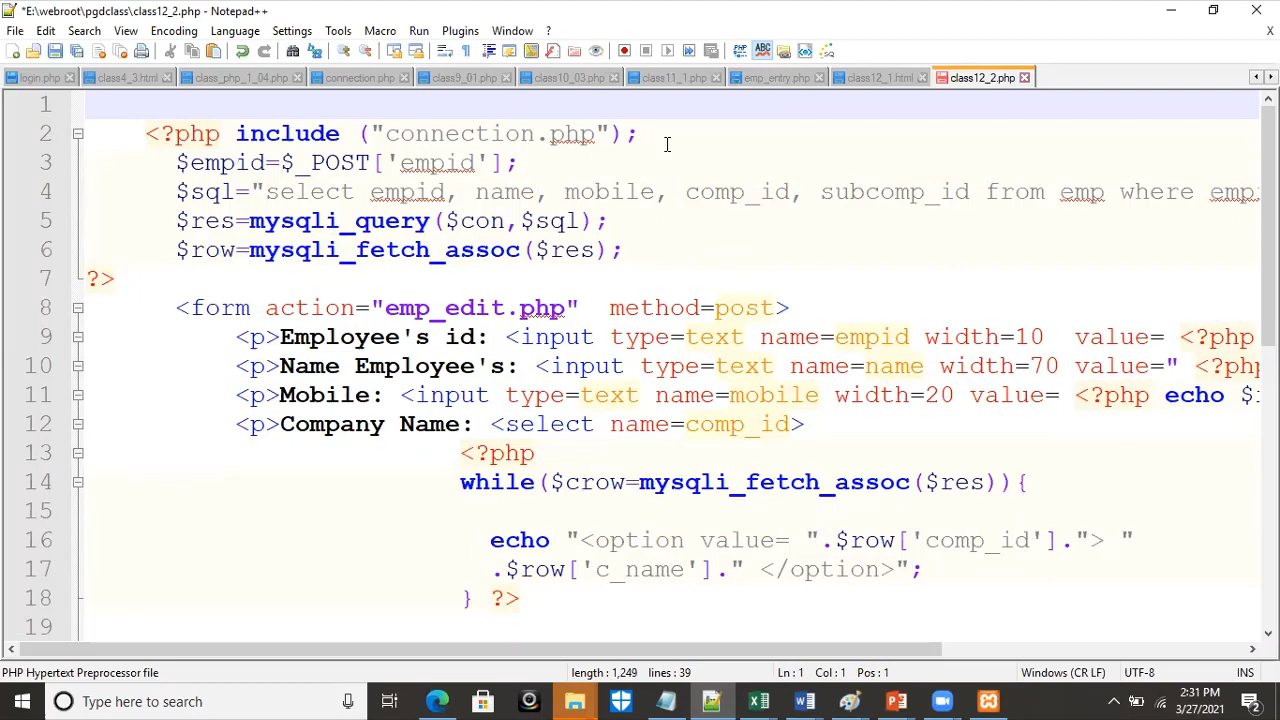 *E:\webroot\pgdclass\class12_2.php - Notepad++
File Edit Search View Encoding Language Settings Tools Macro Run Plugins Window ? X
login.php class4_3.html class_php_1_04.php connection.php class9_01.php class10_03.php class11_1.php emp_entry.php class12_1.html class12_2.php
1
2 <?php include ("connection.php");
3 $empid=$_POST['empid'];
4 $sql="select empid, name, mobile, comp_id, subcomp_id from emp where emp
5 $res=mysqli_query($con,$sql);
6 $row=mysqli_fetch_assoc($res);
7 ?>
8 <form action="emp_edit.php" method=post>
9 <p>Employee's id: <input type=text name=empid width=10 value= <?php
10 <p>Name Employee's: <input type=text name=name width=70 value=" <?php
11 <p>Mobile: <input type=text name=mobile width=20 value= <?php echo $
12 <p>Company Name: <select name=comp_id>
13 <?php
14 while($crow=mysqli_fetch_assoc($res)){
15
16 echo "<option value= ".$row['comp_id']."> "
17 .$row['c_name']." </option>";
18 } ?>
19
PHP Hypertext Preprocessor file length : 1,249 lines : 39 Ln : 1 Col : 1 Pos : 1 Windows (CR LF) UTF-8 INS
Type here to search
2:31 PM
3/27/2021
2